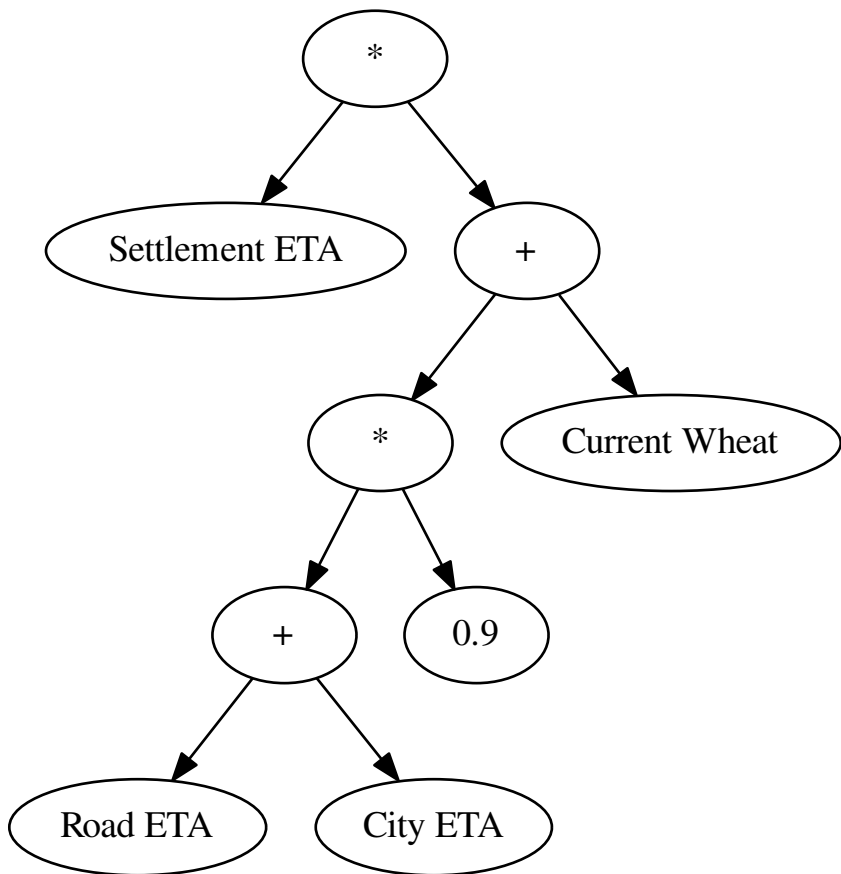 *
Settlement ETA
+
*
Current Wheat
+
0.9
Road ETA
City ETA